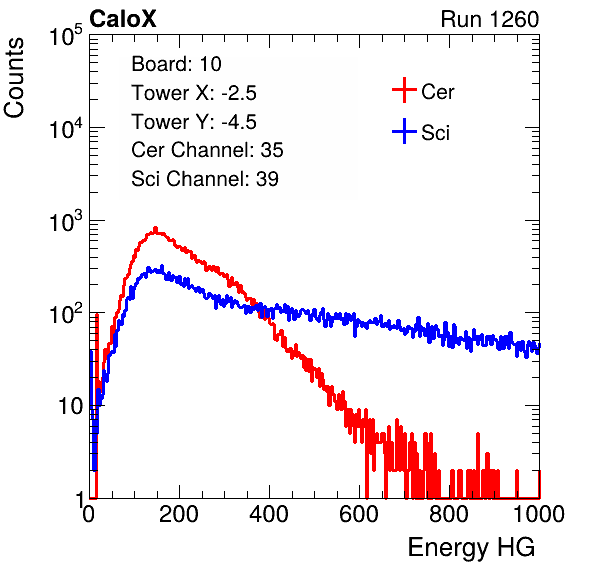 CaloX Run 1260
Counts
10^5
10^4
10^3
10^2
10
1
Board: 10
Tower X: -2.5
Tower Y: -4.5
Cer Channel: 35
Sci Channel: 39
Cer
Sci
0 200 400 600 800 1000
Energy HG